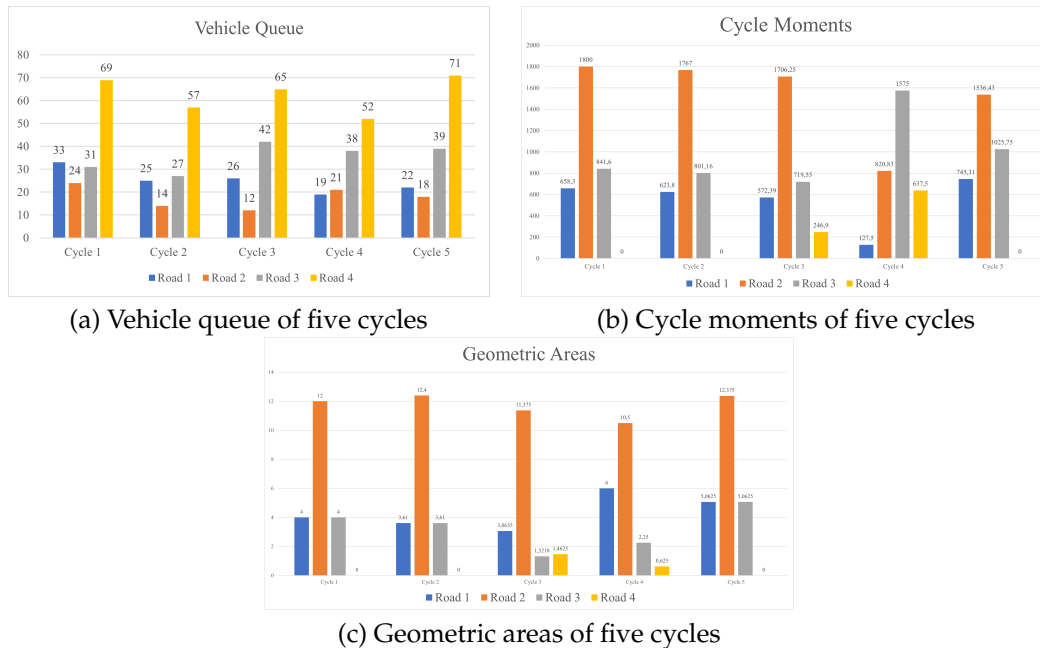 Vehicle Queue
80
70
60
50
40
30
20
10
0
33 24 31 69
25 14 27 57
26 12 42 65
19 21 38 52
22 18 39 71
Cycle 1 Cycle 2 Cycle 3 Cycle 4 Cycle 5
Road 1 Road 2 Road 3 Road 4
(a) Vehicle queue of five cycles
Cycle Moments
2000
1800
1600
1400
1200
1000
800
600
400
200
0
658,3 1800 841,6 0
623,8 1767 801,16 0
572,39 1706,25 719,55 246,9
127,5 820,83 1575 637,5
745,31 1536,43 1025,75 0
Cycle 1 Cycle 2 Cycle 3 Cycle 4 Cycle 5
Road 1 Road 2 Road 3 Road 4
(b) Cycle moments of five cycles
Geometric Areas
14
12
10
8
6
4
2
0
4 12 4 0
3,61 12,4 3,61 0
3,0635 11,375 1,3218 1,4625
6 10,5 2,25 0,625
5,0625 12,375 5,0625 0
Cycle 1 Cycle 2 Cycle 3 Cycle 4 Cycle 5
Road 1 Road 2 Road 3 Road 4
(c) Geometric areas of five cycles